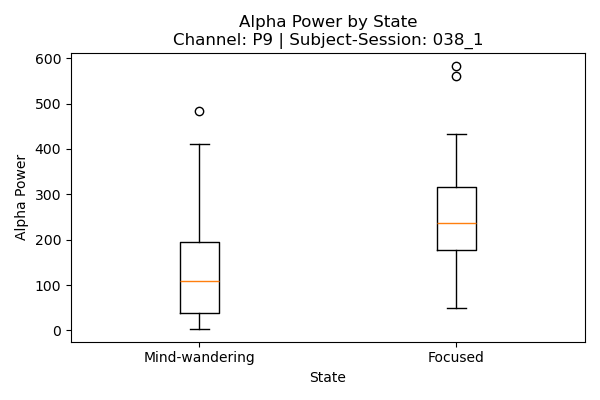 Alpha Power by State
Channel: P9 | Subject-Session: 038_1
600
500
400
300
200
100
0
Alpha Power
Mind-wandering
Focused
State